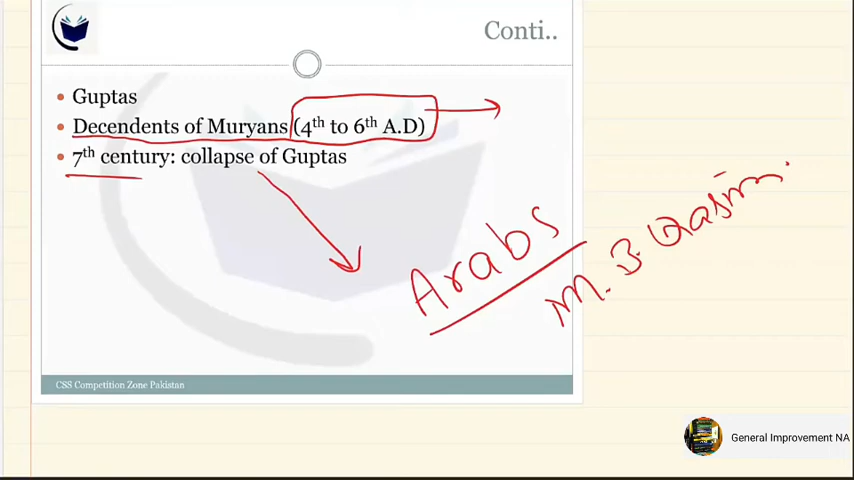 Conti..
Guptas
Decendents of Muryans (4th to 6th A.D)
7th century: collapse of Guptas
Arabs
M. B. Qasim.
CSS Competition Zone Pakistan
General Improvement NA